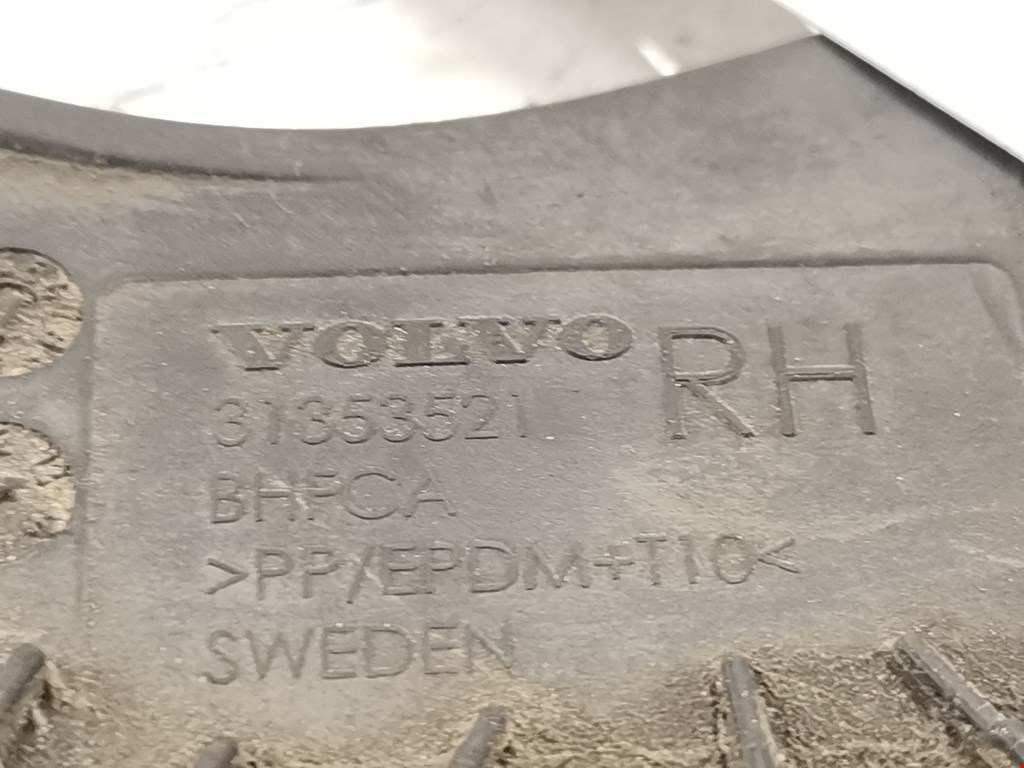 VOLVO RH
31353521
BHFCA
>PP/EPDM+T10<
SWEDEN